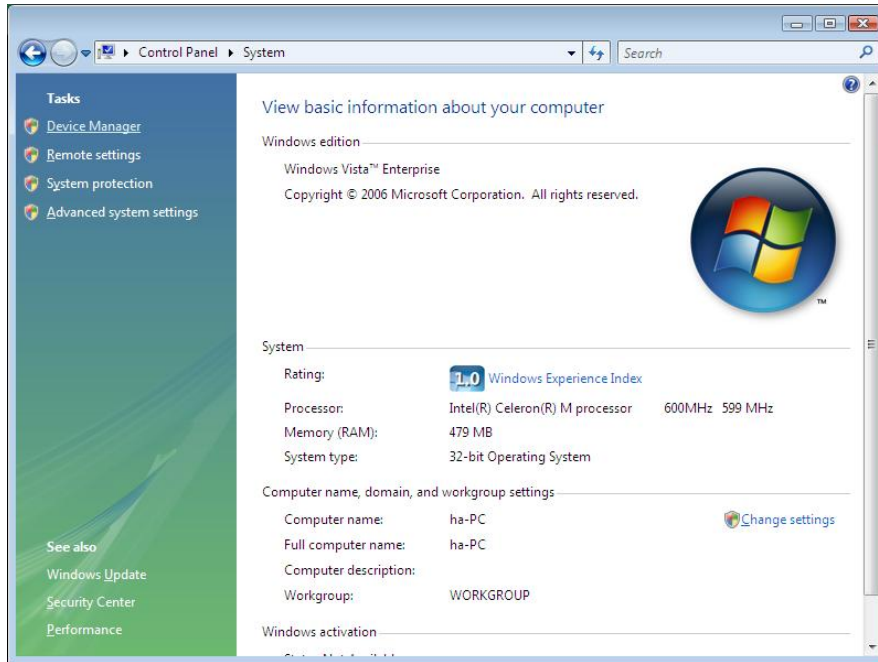 Control Panel System
Search
Tasks
Device Manager
Remote settings
System protection
Advanced system settings
See also
Windows Update
Security Center
Performance
View basic information about your computer
Windows edition
Windows Vista™ Enterprise
Copyright © 2006 Microsoft Corporation. All rights reserved.
TM
System
Rating: 1.0 Windows Experience Index
Processor: Intel(R) Celeron(R) M processor 600MHz 599 MHz
Memory (RAM): 479 MB
System type: 32-bit Operating System
Computer name, domain, and workgroup settings
Computer name: ha-PC Change settings
Full computer name: ha-PC
Computer description:
Workgroup: WORKGROUP
Windows activation